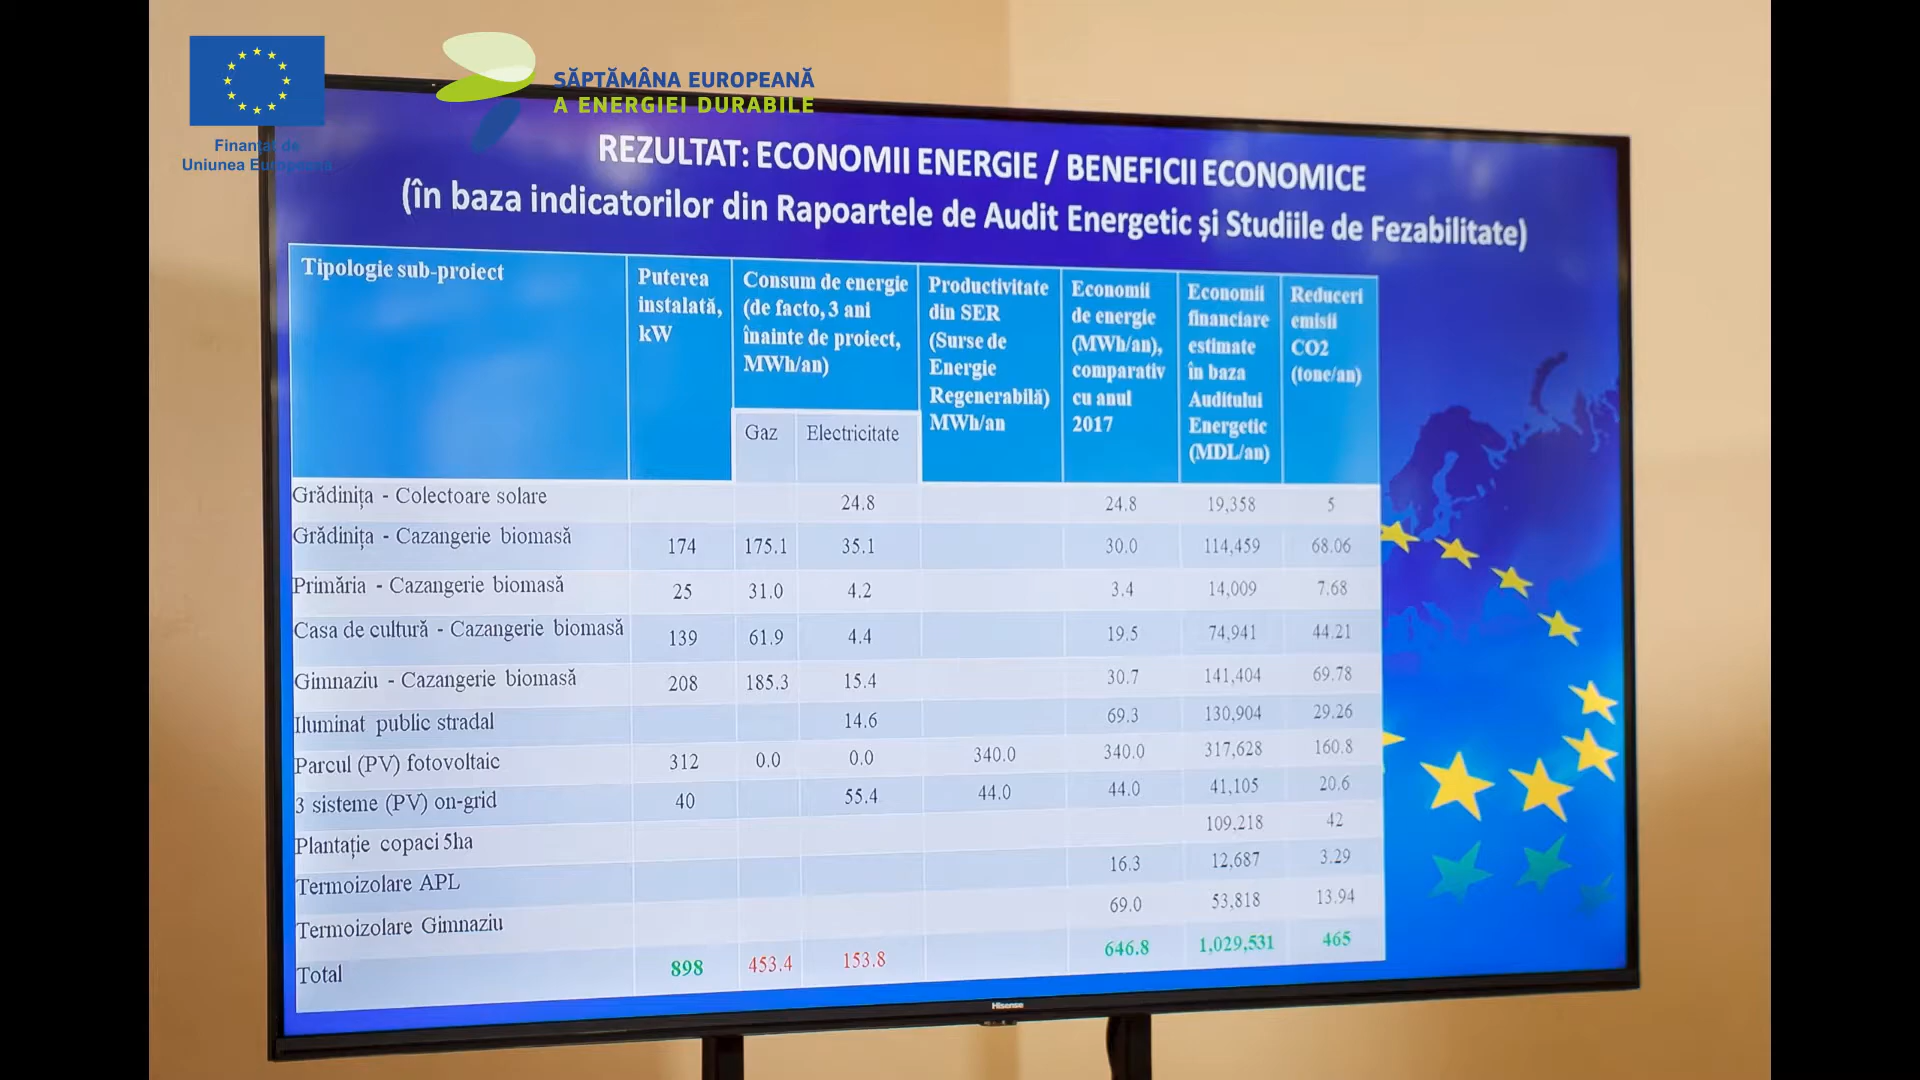 Finanțat de
Uniunea Europeană
SĂPTĂMÂNA EUROPEANĂ
A ENERGIEI DURABILE
REZULTAT: ECONOMII ENERGIE / BENEFICII ECONOMICE
(în baza indicatorilor din Rapoartele de Audit Energetic și Studiile de Fezabilitate)
Tipologie sub-proiect
Puterea
instalată,
kW
Consum de energie
(de facto, 3 ani
înainte de proiect,
MWh/an)
Gaz Electricitate
Productivitate
din SER
(Surse de
Energie
Regenerabilă)
MWh/an
Economii
de energie
(MWh/an),
comparativ
cu anul
2017
Economii
financiare
estimate
în baza
Auditului
Energetic
(MDL/an)
Reduceri
emisii
CO2
(tone/an)
Grădinița - Colectoare solare 24.8 24.8 19,358 5
Grădinița - Cazangerie biomasă 174 175.1 35.1 30.0 114,459 68.06
Primăria - Cazangerie biomasă 25 31.0 4.2 3.4 14,009 7.68
Casa de cultură - Cazangerie biomasă 139 61.9 4.4 19.5 74,941 44.21
Gimnaziu - Cazangerie biomasă 208 185.3 15.4 30.7 141,404 69.78
Iluminat public stradal 14.6 69.3 130,904 29.26
Parcul (PV) fotovoltaic 312 0.0 0.0 340.0 340.0 317,628 160.8
3 sisteme (PV) on-grid 40 55.4 44.0 44.0 41,105 20.6
Plantație copaci 5ha 109,218 42
Termoizolare APL 16.3 12,687 3.29
Termoizolare Gimnaziu 69.0 53,818 13.94
Total 898 453.4 153.8 646.8 1,029,531 465
Hisense